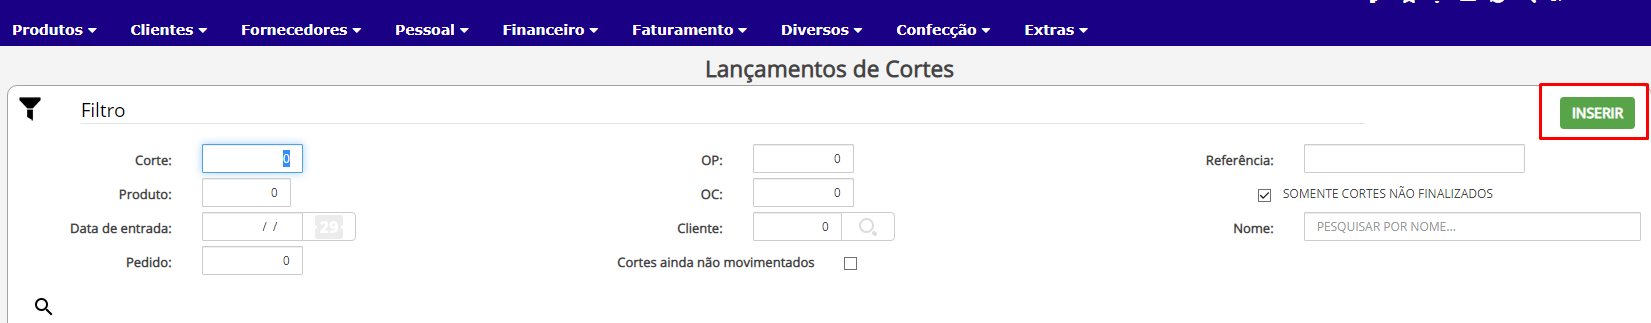 Produtos Clientes Fornecedores Pessoal Financeiro Faturamento Diversos Confecção Extras
Lançamentos de Cortes
Filtro INSERIR
Corte: 0 OP: 0 Referência:
Produto: 0 OC: 0 SOMENTE CORTES NÃO FINALIZADOS
Data de entrada: / / 29 Cliente: 0 Nome: PESQUISAR POR NOME...
Pedido: 0 Cortes ainda não movimentados